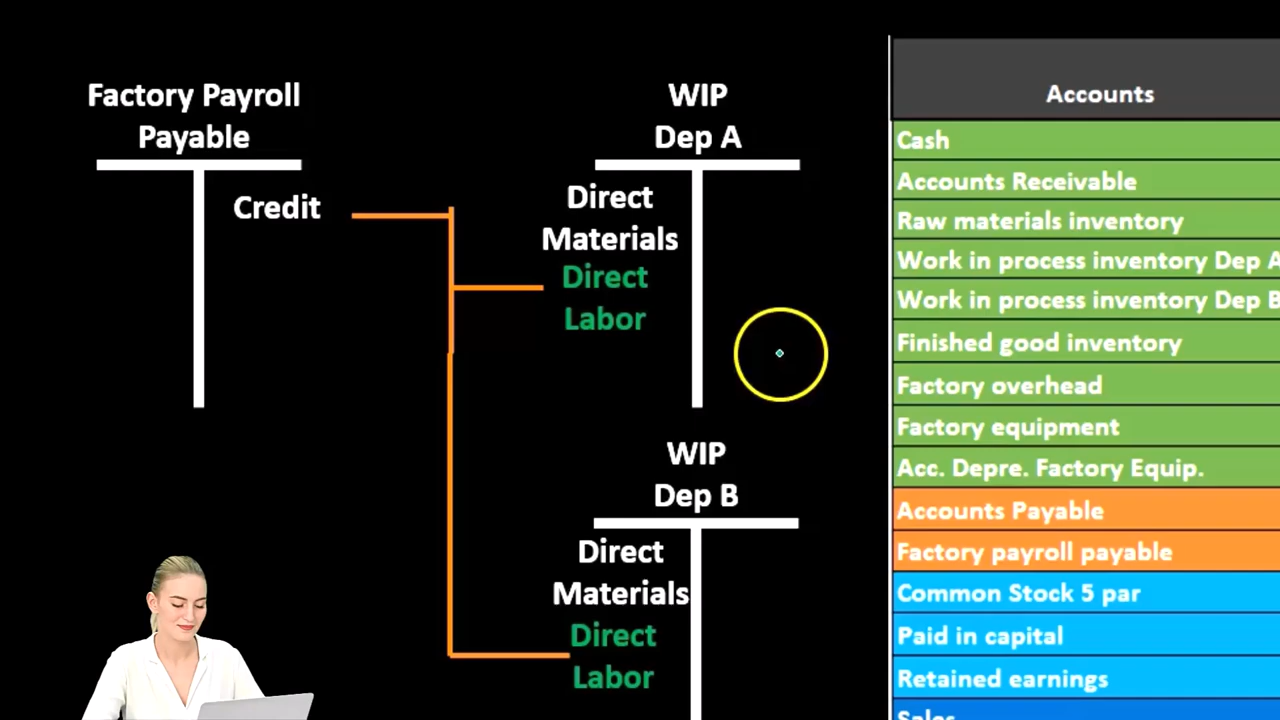 Factory Payroll
Payable
Credit
WIP
Dep A
Direct
Materials
Direct
Labor
WIP
Dep B
Direct
Materials
Direct
Labor
Accounts
Cash
Accounts Receivable
Raw materials inventory
Work in process inventory Dep A
Work in process inventory Dep B
Finished good inventory
Factory overhead
Factory equipment
Acc. Depre. Factory Equip.
Accounts Payable
Factory payroll payable
Common Stock 5 par
Paid in capital
Retained earnings
Sales